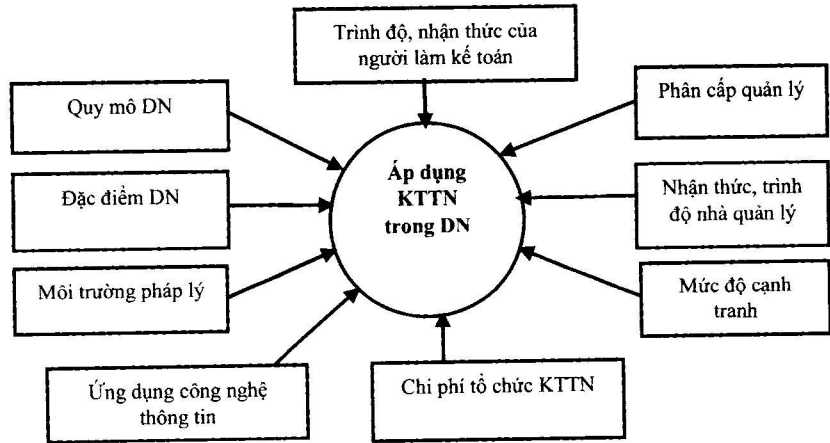 Trình độ, nhận thức của
người làm kế toán
Quy mô DN
Phân cấp quản lý
Áp dụng
KTTN
trong DN
Đặc điểm DN
Nhận thức, trình
độ nhà quản lý
Môi trường pháp lý
Mức độ cạnh
tranh
Ứng dụng công nghệ
thông tin
Chi phí tổ chức KTTN